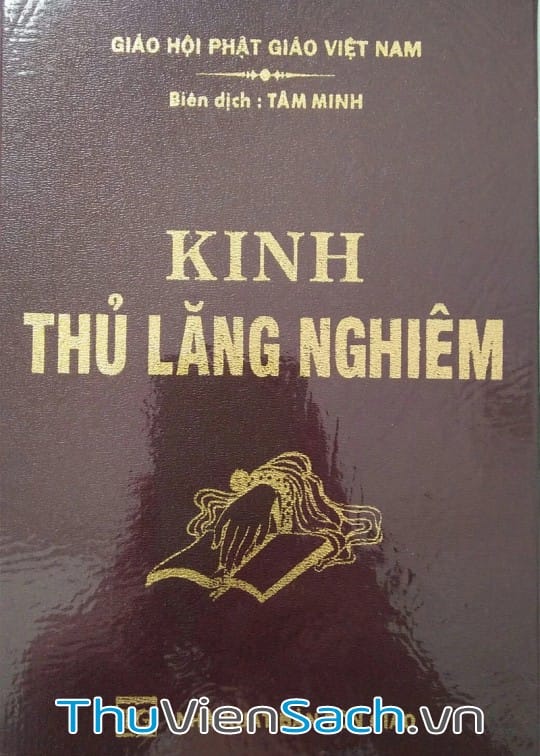 GIÁO HỘI PHẬT GIÁO VIỆT NAM
Biên dịch : TÂM MINH
KINH
THỦ LĂNG NGHIÊM
ThuVienSach.vn